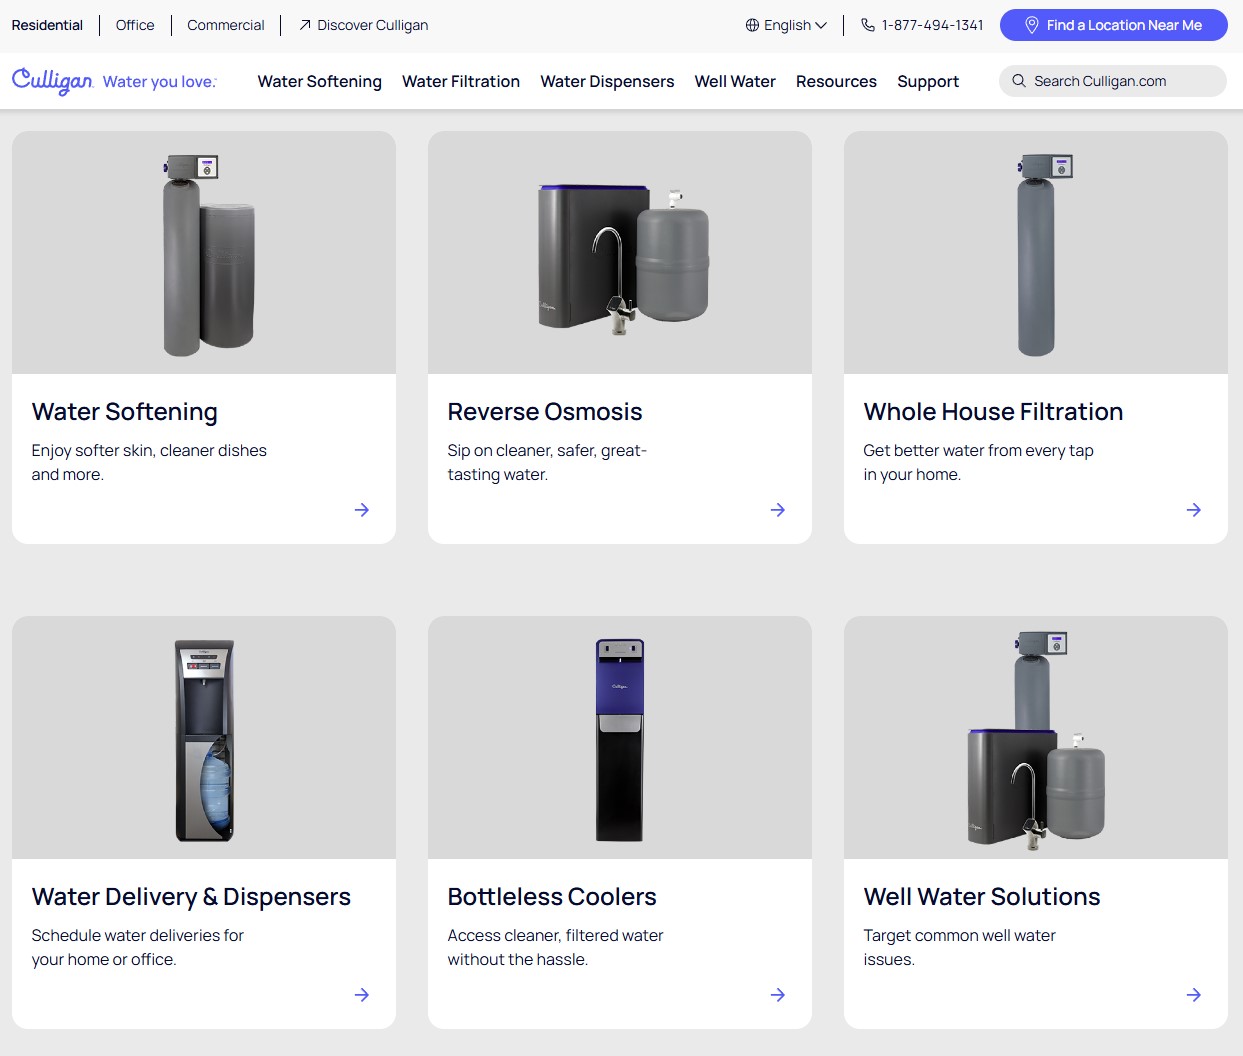 Residential
Office
Commercial
Discover Culligan
English
1-877-494-1341
Find a Location Near Me
Culligan. Water you love.
Water Softening
Water Filtration
Water Dispensers
Well Water
Resources
Support
Search Culligan.com
Water Softening
Enjoy softer skin, cleaner dishes
and more.
Culligan
Reverse Osmosis
Sip on cleaner, safer, great-
tasting water.
Whole House Filtration
Get better water from every tap
in your home.
Culligan
Water Delivery & Dispensers
Schedule water deliveries for
your home or office.
Culligan
Bottleless Coolers
Access cleaner, filtered water
without the hassle.
Culligan
Well Water Solutions
Target common well water
issues.